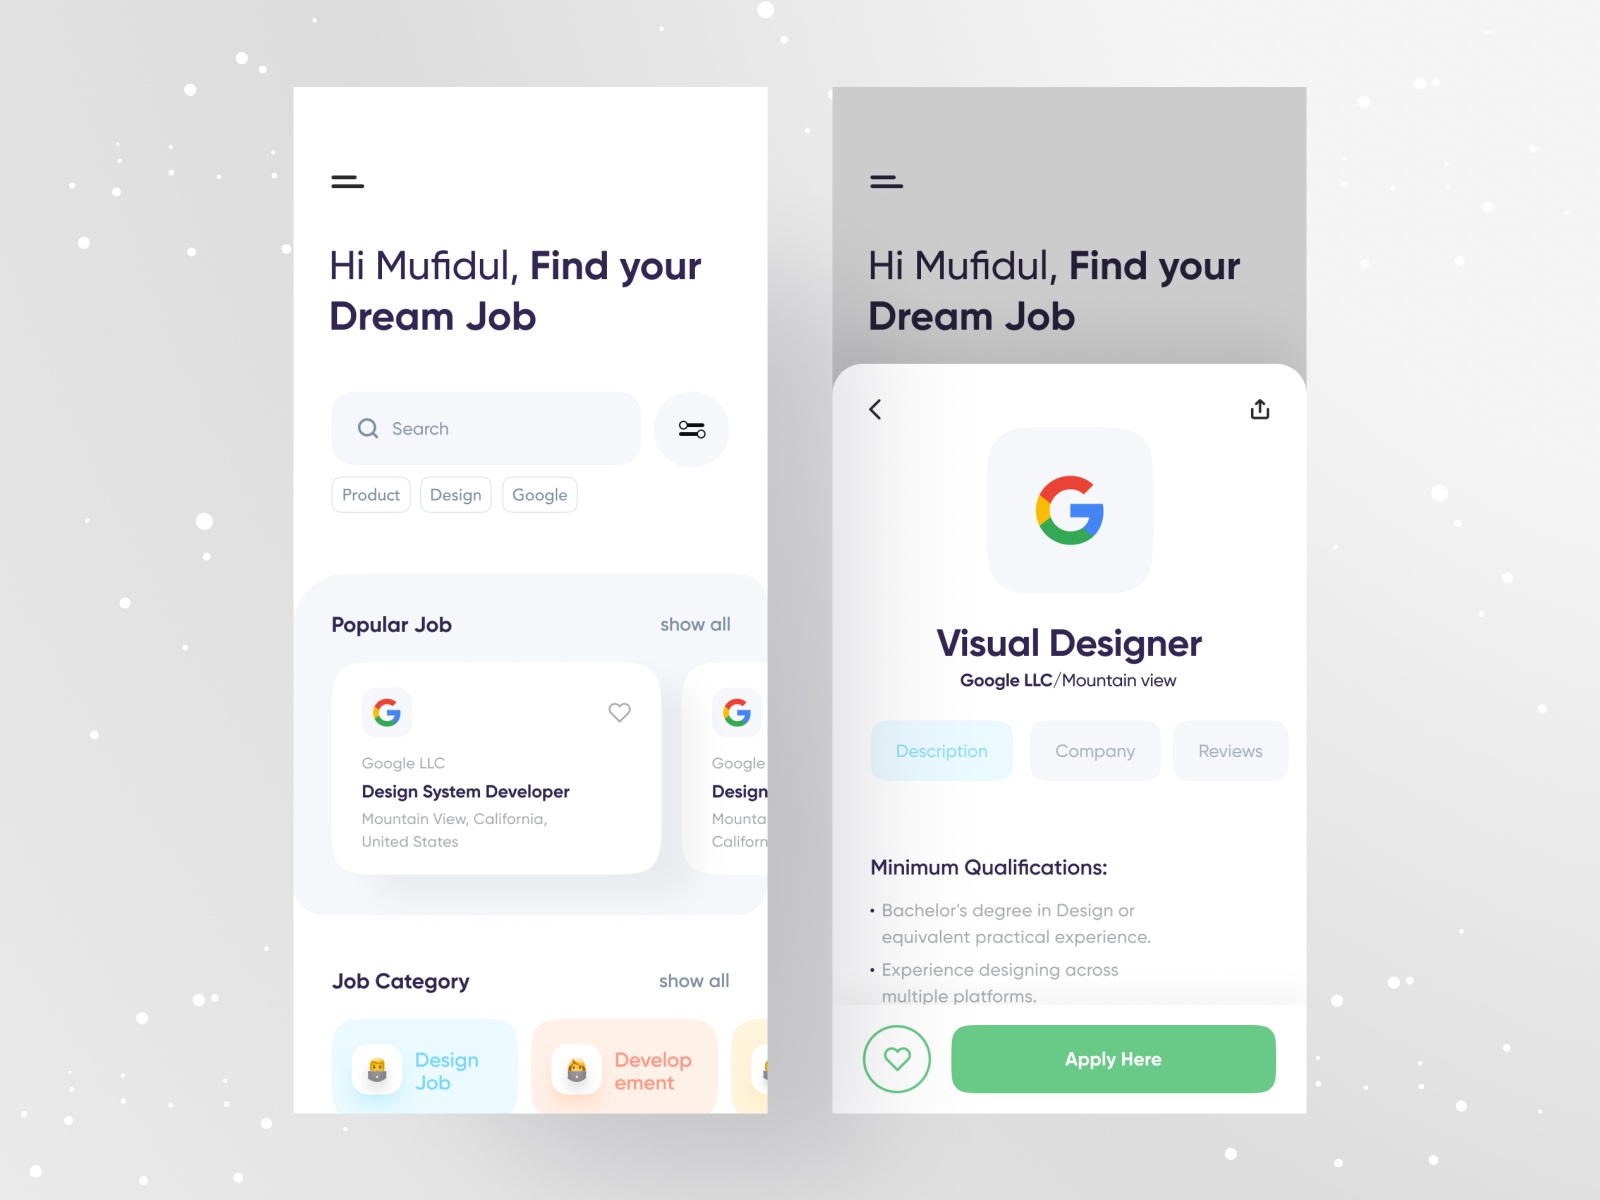 Hi Mufidul, Find your
Dream Job
Search
Product
Design
Google
Popular Job
show all
Google LLC
Design System Developer
Mountain View, California,
United States
Google
Design
Mounta
Californ
Job Category
show all
Design
Job
Develop
ement
Hi Mufidul, Find your
Dream Job
Visual Designer
Google LLC/Mountain view
Description
Company
Reviews
Minimum Qualifications:
• Bachelor's degree in Design or
equivalent practical experience.
• Experience designing across
multiple platforms.
Apply Here